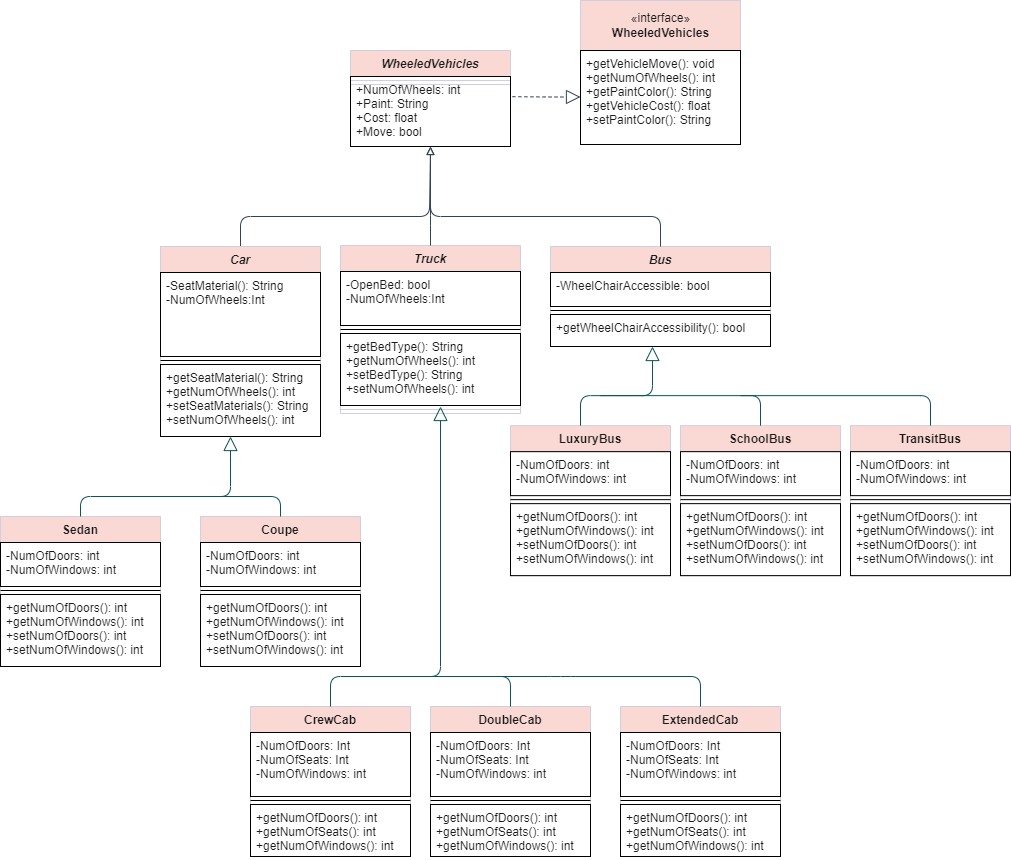 «interface»
WheeledVehicles
+getVehicleMove(): void
+getNumOfWheels(): int
+getPaintColor(): String
+getVehicleCost(): float
+setPaintColor(): String
WheeledVehicles
+NumOfWheels: int
+Paint: String
+Cost: float
+Move: bool
Car
-SeatMaterial(): String
-NumOfWheels:Int
+getSeatMaterial(): String
+getNumOfWheels(): int
+setSeatMaterials(): String
+setNumOfWheels(): int
Truck
-OpenBed: bool
-NumOfWheels:Int
+getBedType(): String
+getNumOfWheels(): int
+setBedType(): String
+setNumOfWheels(): int
Bus
-WheelChairAccessible: bool
+getWheelChairAccessibility(): bool
LuxuryBus
-NumOfDoors: int
-NumOfWindows: int
+getNumOfDoors(): int
+getNumOfWindows(): int
+setNumOfDoors(): int
+setNumOfWindows(): int
SchoolBus
-NumOfDoors: int
-NumOfWindows: int
+getNumOfDoors(): int
+getNumOfWindows(): int
+setNumOfDoors(): int
+setNumOfWindows(): int
TransitBus
-NumOfDoors: int
-NumOfWindows: int
+getNumOfDoors(): int
+getNumOfWindows(): int
+setNumOfDoors(): int
+setNumOfWindows(): int
Sedan
-NumOfDoors: int
-NumOfWindows: int
+getNumOfDoors(): int
+getNumOfWindows(): int
+setNumOfDoors(): int
+setNumOfWindows(): int
Coupe
-NumOfDoors: int
-NumOfWindows: int
+getNumOfDoors(): int
+getNumOfWindows(): int
+setNumOfDoors(): int
+setNumOfWindows(): int
CrewCab
-NumOfDoors: Int
-NumOfSeats: Int
-NumOfWindows: int
+getNumOfDoors(): int
+getNumOfSeats(): int
+getNumOfWindows(): int
DoubleCab
-NumOfDoors: Int
-NumOfSeats: Int
-NumOfWindows: int
+getNumOfDoors(): int
+getNumOfSeats(): int
+getNumOfWindows(): int
ExtendedCab
-NumOfDoors: Int
-NumOfSeats: Int
-NumOfWindows: int
+getNumOfDoors(): int
+getNumOfSeats(): int
+getNumOfWindows(): int